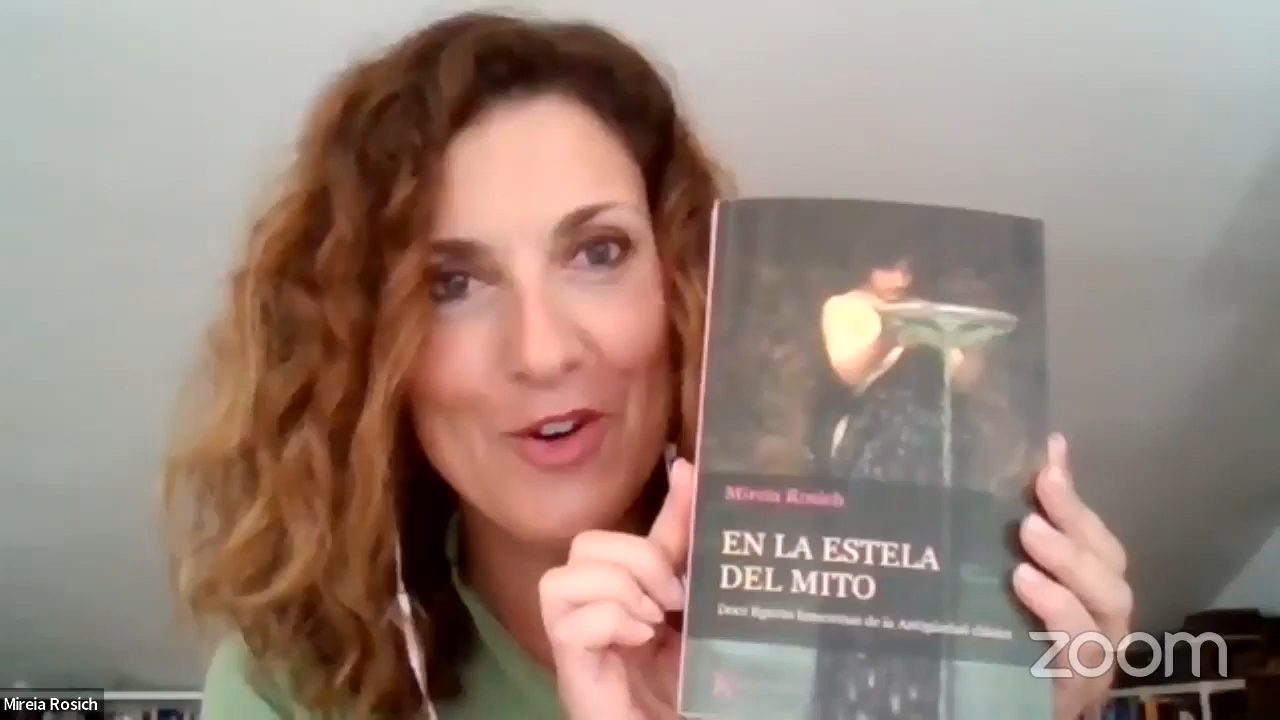 Mireia Rosich
EN LA ESTELA
DEL MITO
Doce figuras femeninas de la Antigüedad clásica
zoom
Mireia Rosich